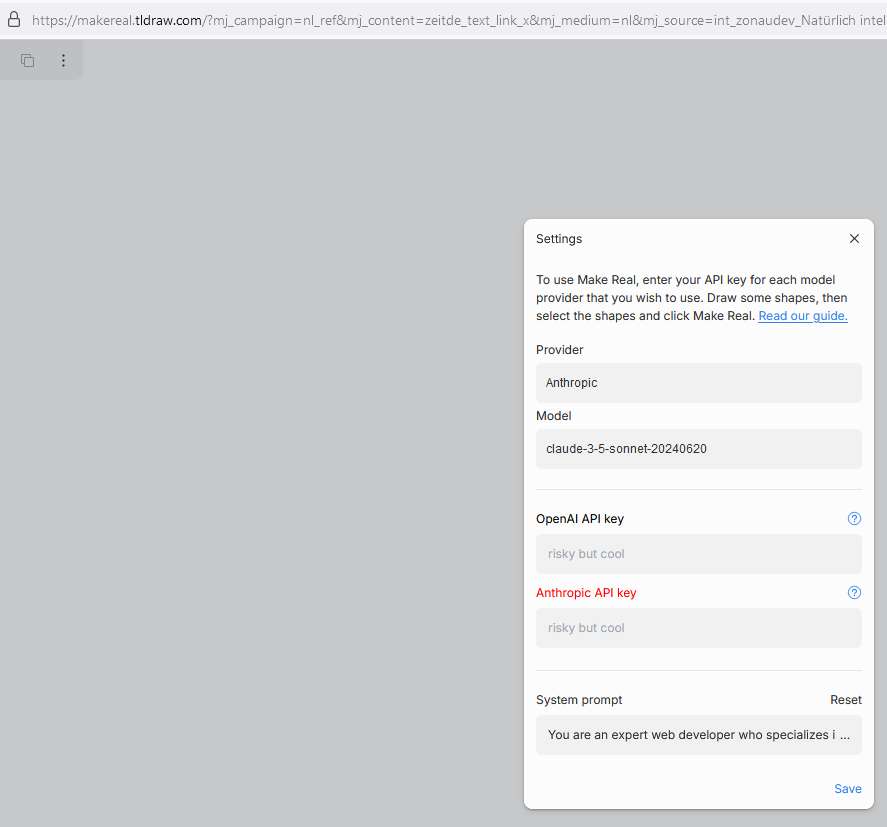 https://makereal.tldraw.com/?mj_campaign=nl_ref&mj_content=zeitde_text_link_x&mj_medium=nl&mj_source=int_zonaudev_Natürlich intel
Settings
To use Make Real, enter your API key for each model
provider that you wish to use. Draw some shapes, then
select the shapes and click Make Real. Read our guide.
Provider
Anthropic
Model
claude-3-5-sonnet-20240620
OpenAI API key
risky but cool
Anthropic API key
risky but cool
System prompt Reset
You are an expert web developer who specializes i ...
Save